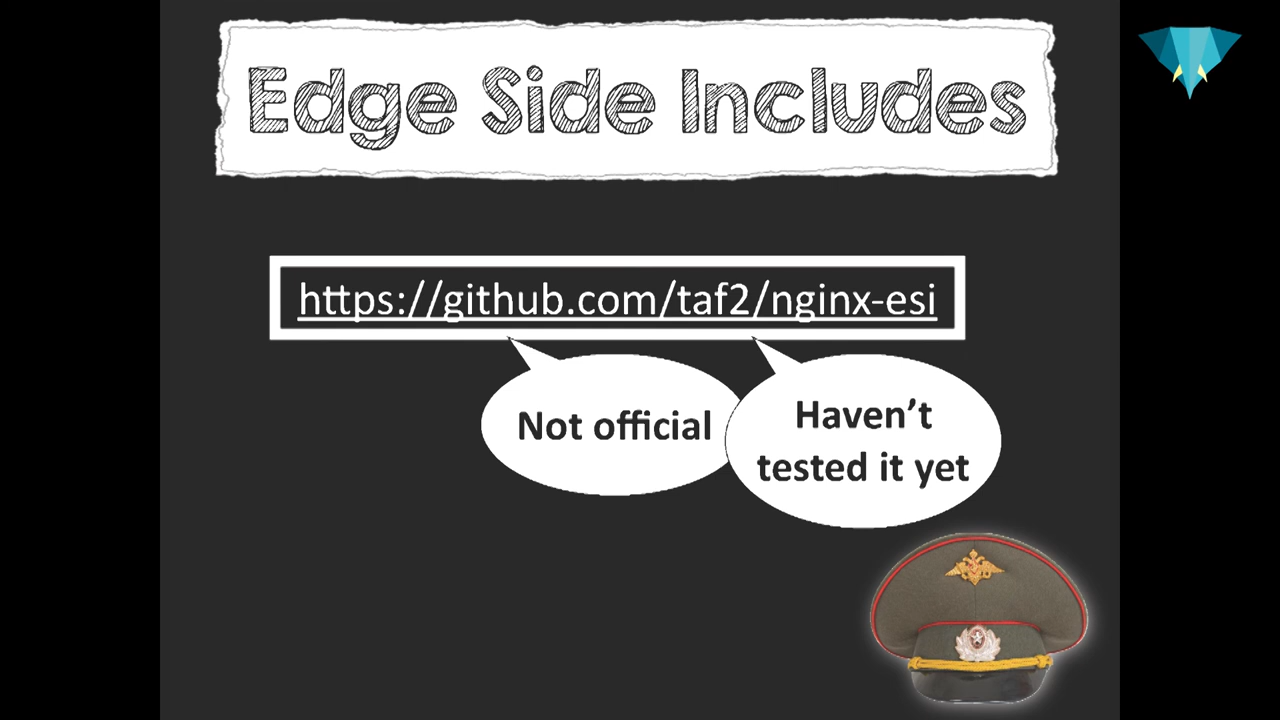 Edge Side Includes
https://github.com/taf2/nginx-esi
Not official
Haven’t
tested it yet